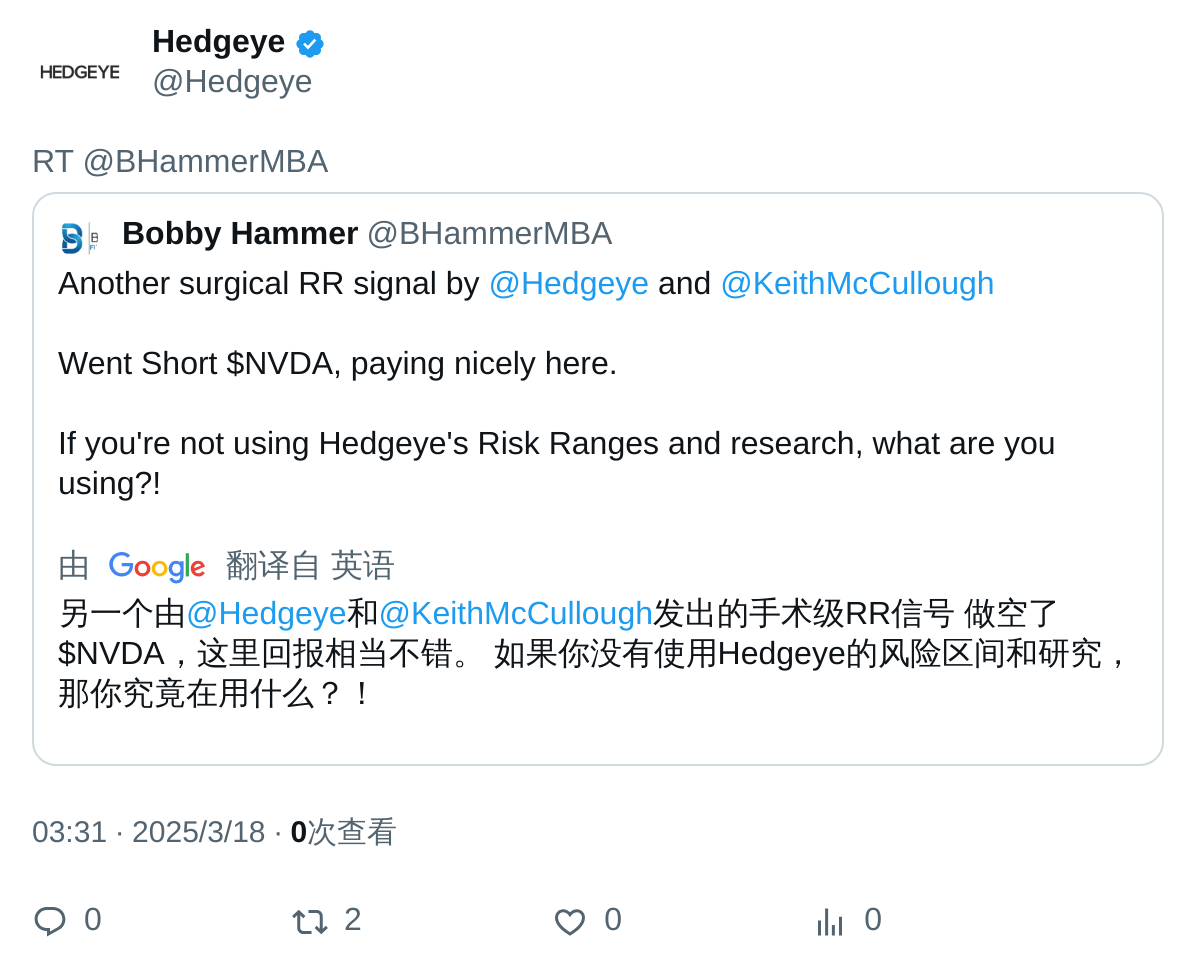 HEDGEYE
Hedgeye
@Hedgeye
RT @BHammerMBA
Bobby Hammer @BHammerMBA
Another surgical RR signal by @Hedgeye and @KeithMcCullough
Went Short $NVDA, paying nicely here.
If you're not using Hedgeye's Risk Ranges and research, what are you
using?!
由 Google 翻译自 英语
另一个由@Hedgeye和@KeithMcCullough发出的手术级RR信号 做空了
$NVDA，这里回报相当不错。 如果你没有使用Hedgeye的风险区间和研究，
那你究竟在用什么？！
03:31 · 2025/3/18 · 0次查看
0 2 0 0